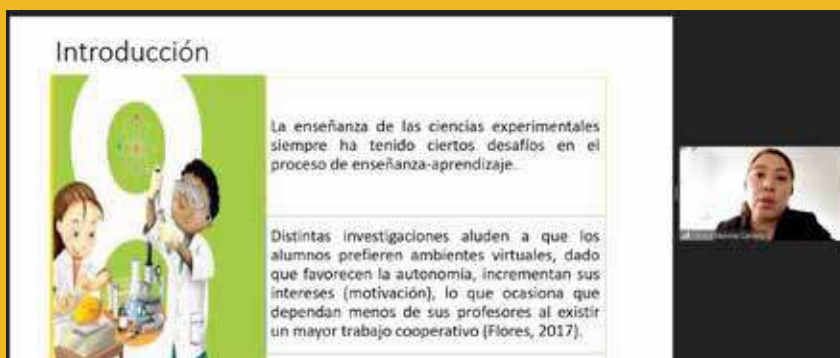 Introducción
La enseñanza de las ciencias experimentales
siempre ha tenido ciertos desafíos en el
proceso de enseñanza-aprendizaje.
Distintas investigaciones aluden a que los
alumnos prefieren ambientes virtuales, dado
que favorecen la autonomía, incrementan sus
intereses (motivación), lo que ocasiona que
dependan menos de sus profesores al existir
un mayor trabajo cooperativo (Flores, 2017).